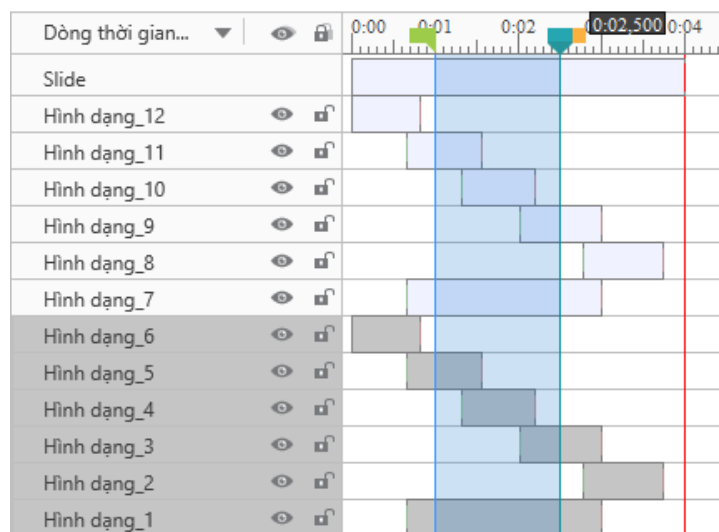 Dòng thời gian...
0:00 0:01 0:02 0:02,500 0:04
Slide
Hình dạng_12
Hình dạng_11
Hình dạng_10
Hình dạng_9
Hình dạng_8
Hình dạng_7
Hình dạng_6
Hình dạng_5
Hình dạng_4
Hình dạng_3
Hình dạng_2
Hình dạng_1